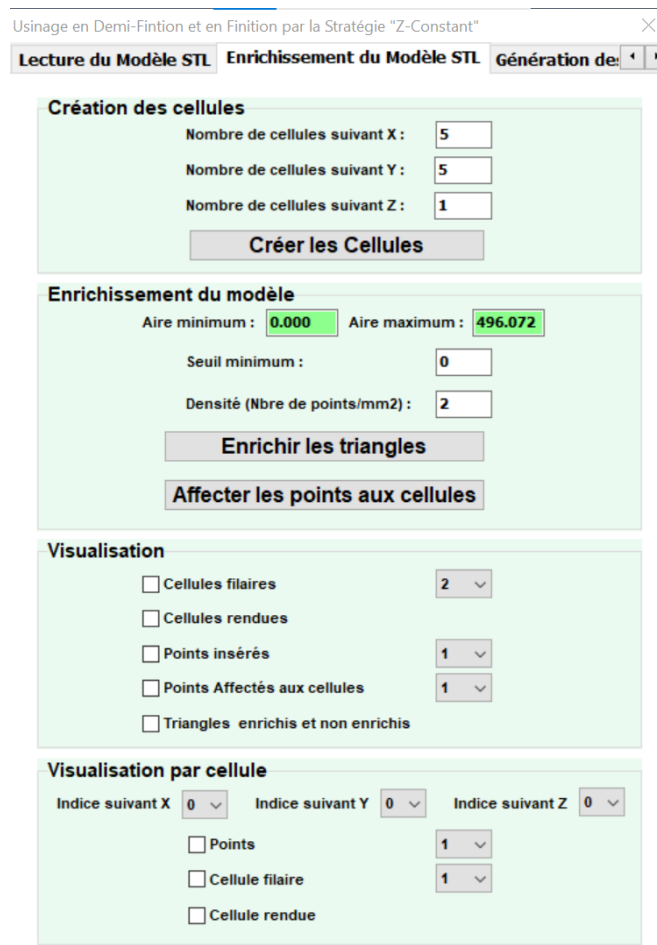 Usinage en Demi-Fintion et en Finition par la Stratégie "Z-Constant"
Lecture du Modèle STL Enrichissement du Modèle STL Génération de
Création des cellules
Nombre de cellules suivant X : 5
Nombre de cellules suivant Y : 5
Nombre de cellules suivant Z : 1
Créer les Cellules
Enrichissement du modèle
Aire minimum : 0.000 Aire maximum : 496.072
Seuil minimum : 0
Densité (Nbre de points/mm2) : 2
Enrichir les triangles
Affecter les points aux cellules
Visualisation
Cellules filaires 2
Cellules rendues
Points insérés 1
Points Affectés aux cellules 1
Triangles enrichis et non enrichis
Visualisation par cellule
Indice suivant X 0 Indice suivant Y 0 Indice suivant Z 0
Points 1
Cellule filaire 1
Cellule rendue